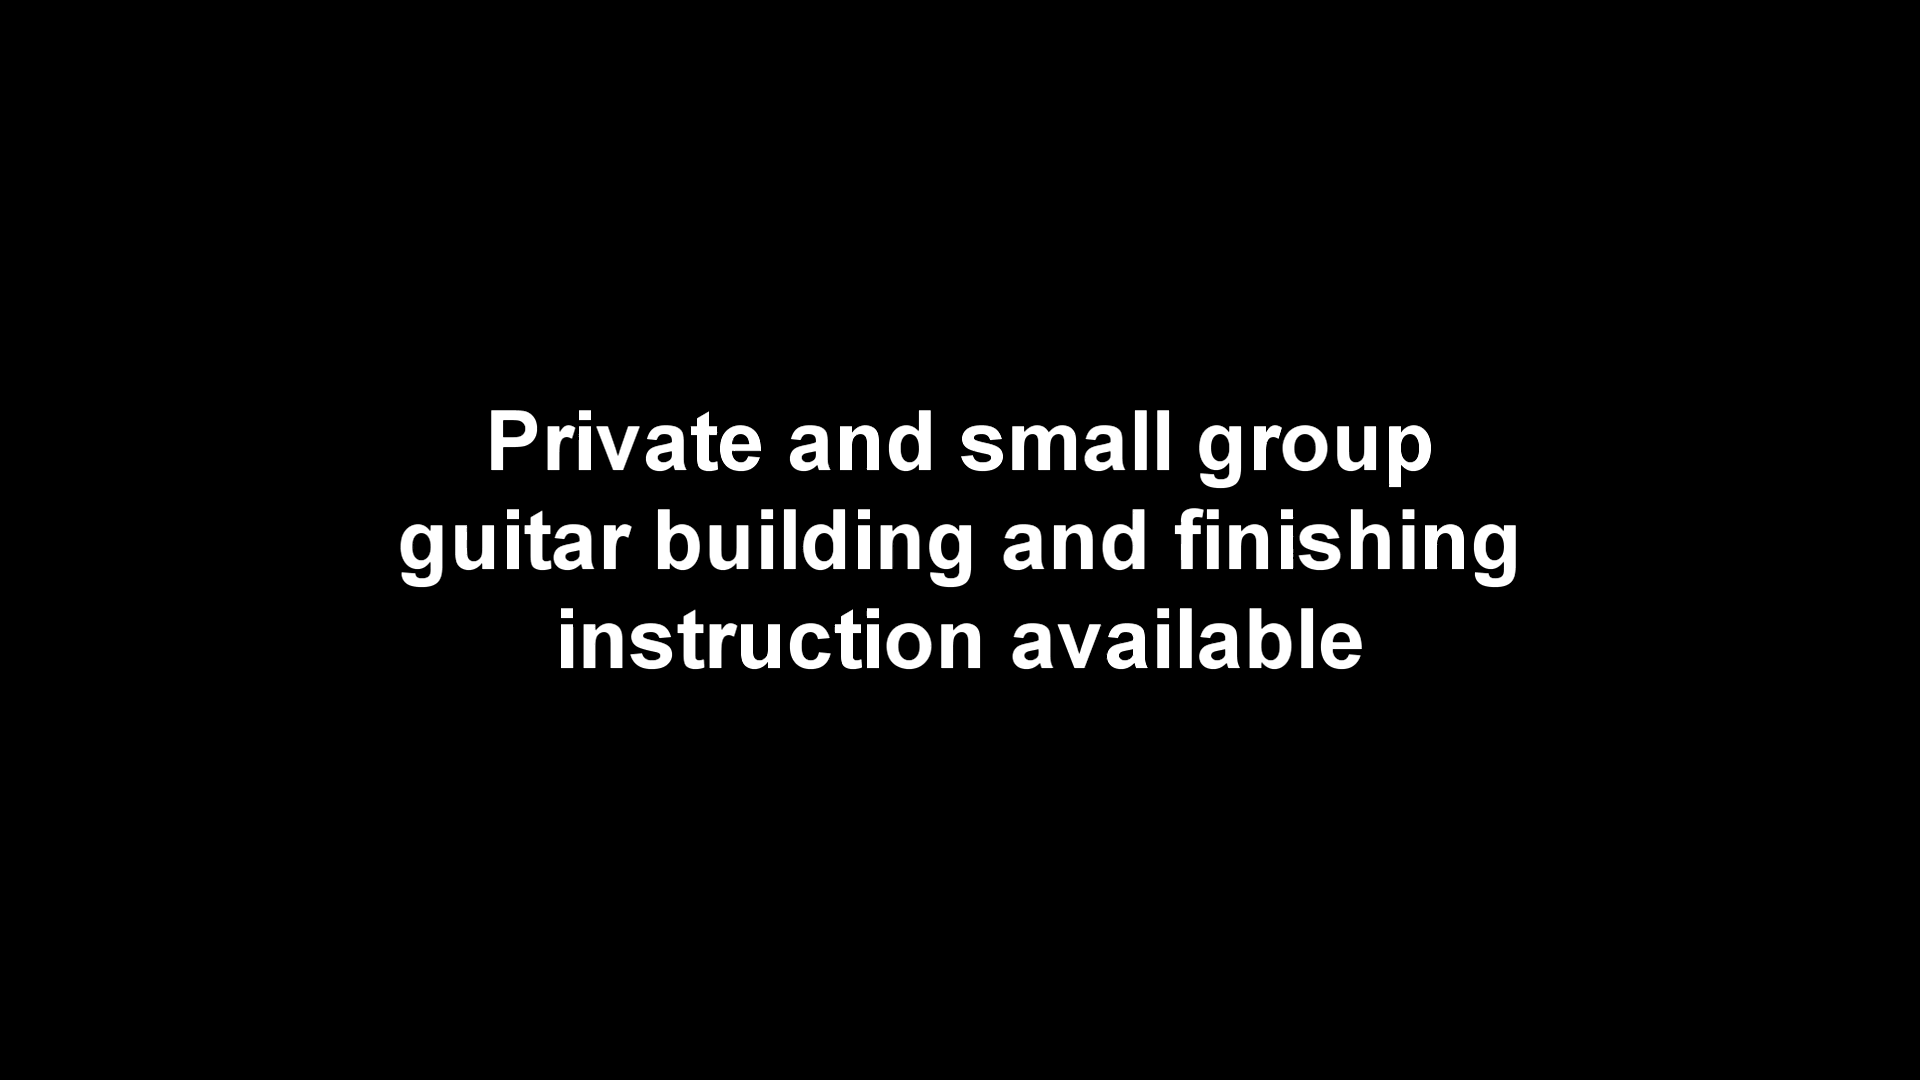 Private and small group
guitar building and finishing
instruction available